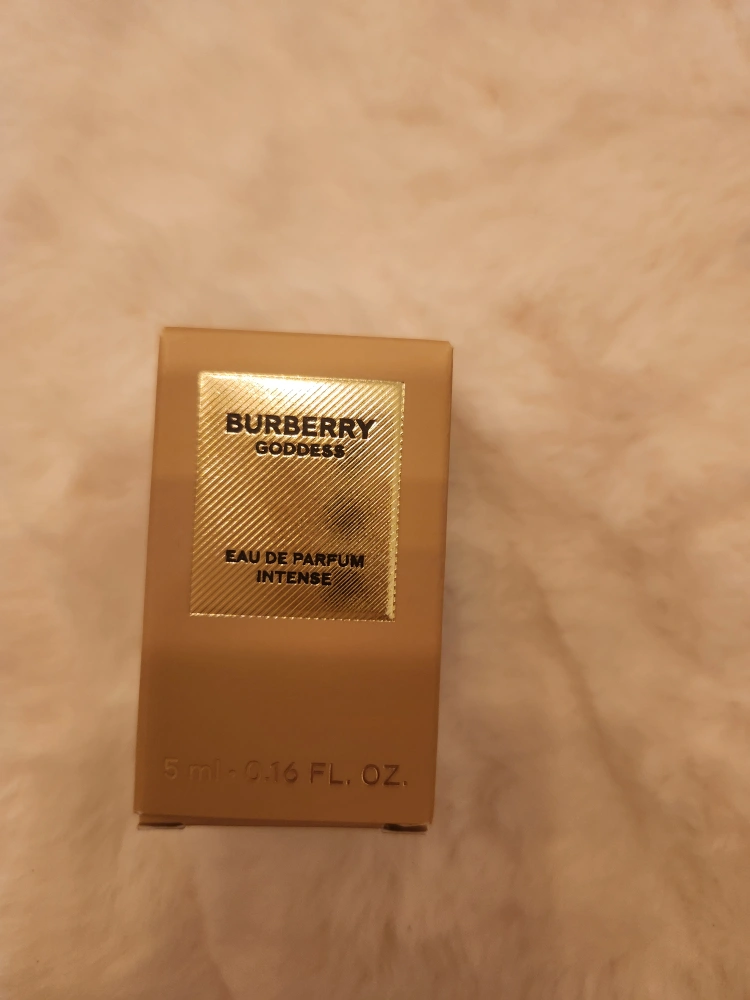 BURBERRY
GODDESS
EAU DE PARFUM
INTENSE
5 ml - 0.16 FL. OZ.